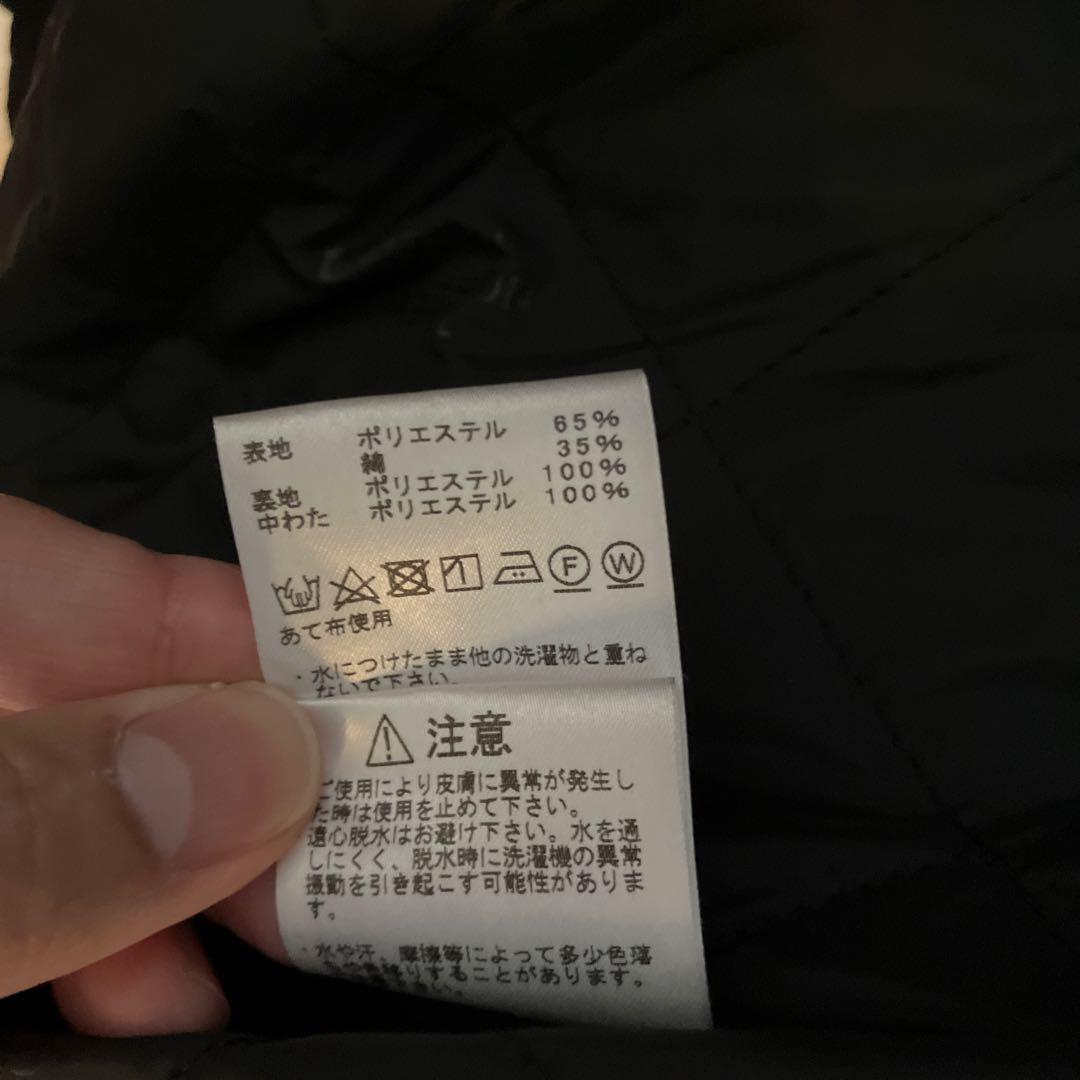 表地 ポリエステル 65%
綿 35%
裏地 ポリエステル 100%
中わた ポリエステル 100%
F W
あて布使用
・水につけたまま他の洗濯物と重ね
ないで下さい。
注意
ご使用により皮膚に異常が発生し
た時は使用を止めて下さい。
遠心脱水はお避け下さい。水を通
しにくく、脱水時に洗濯機の異常
振動を引き起こす可能性がありま
す。
・水や汗、摩擦等によって多少色落
移りすることがあります。